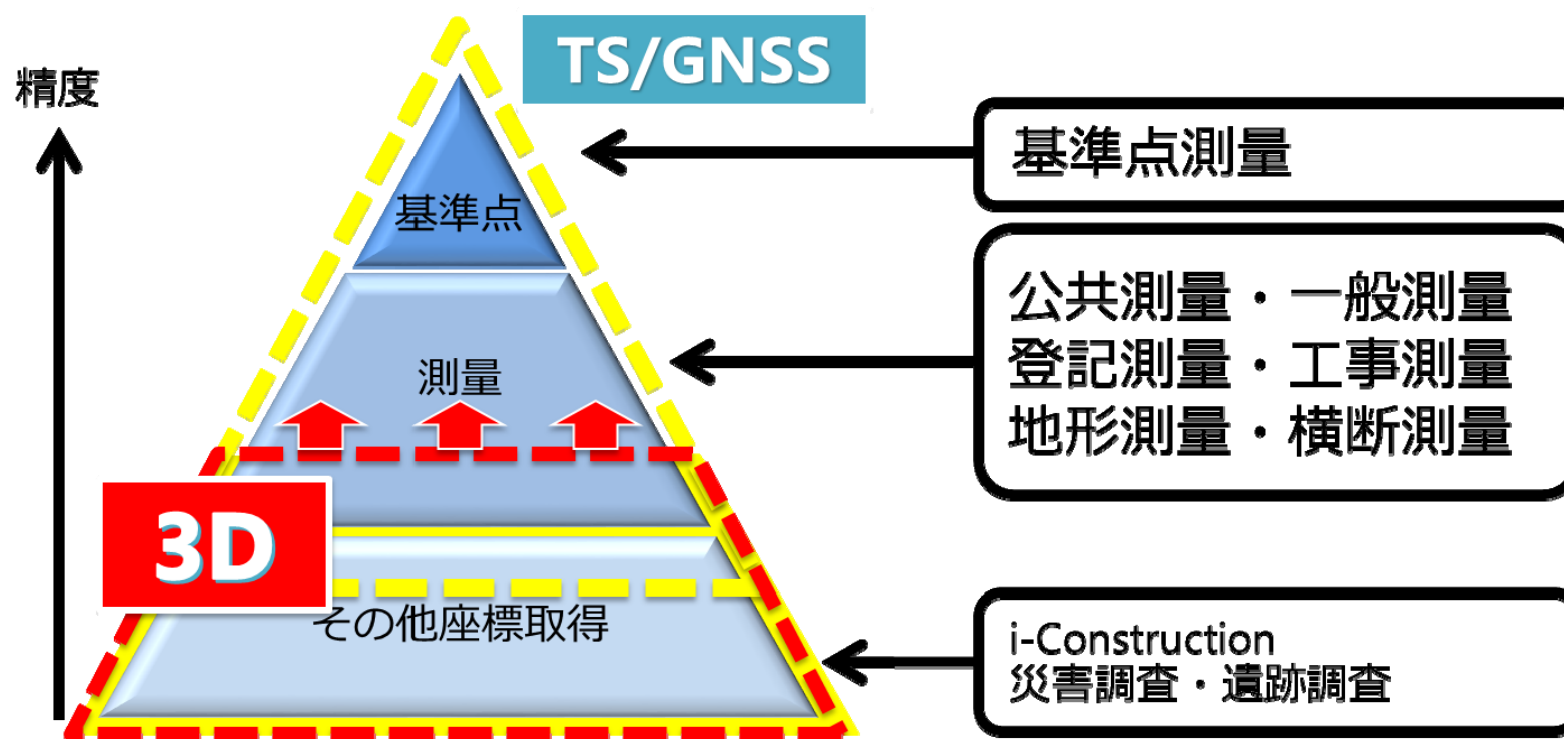 TS/GNSS
精度
基準点測量
基準点
公共測量・一般測量
測量
登記測量・工事測量
地形測量・横断測量
3D
その他座標取得
i-Construction
災害調査・遺跡調査